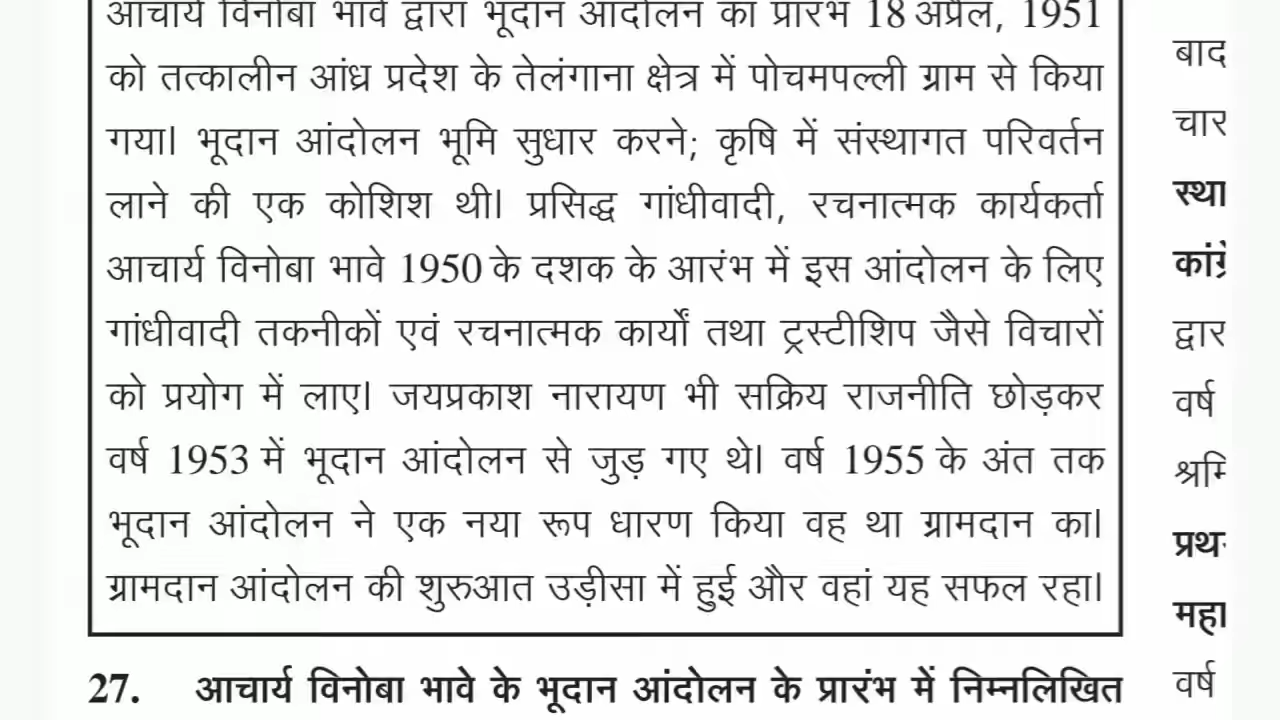 आचार्य विनोबा भावे द्वारा भूदान आंदोलन का प्रारंभ 18 अप्रैल, 1951
को तत्कालीन आंध्र प्रदेश के तेलंगाना क्षेत्र में पोचमपल्ली ग्राम से किया
गया। भूदान आंदोलन भूमि सुधार करने; कृषि में संस्थागत परिवर्तन
लाने की एक कोशिश थी। प्रसिद्ध गांधीवादी, रचनात्मक कार्यकर्ता
आचार्य विनोबा भावे 1950 के दशक के आरंभ में इस आंदोलन के लिए
गांधीवादी तकनीकों एवं रचनात्मक कार्यों तथा ट्रस्टीशिप जैसे विचारों
को प्रयोग में लाए। जयप्रकाश नारायण भी सक्रिय राजनीति छोड़कर
वर्ष 1953 में भूदान आंदोलन से जुड़ गए थे। वर्ष 1955 के अंत तक
भूदान आंदोलन ने एक नया रूप धारण किया वह था ग्रामदान का।
ग्रामदान आंदोलन की शुरुआत उड़ीसा में हुई और वहां यह सफल रहा।
27. आचार्य विनोबा भावे के भूदान आंदोलन के प्रारंभ में निम्नलिखित
बाद
चार
स्था
द्वार
वर्ष
महा
वर्ष